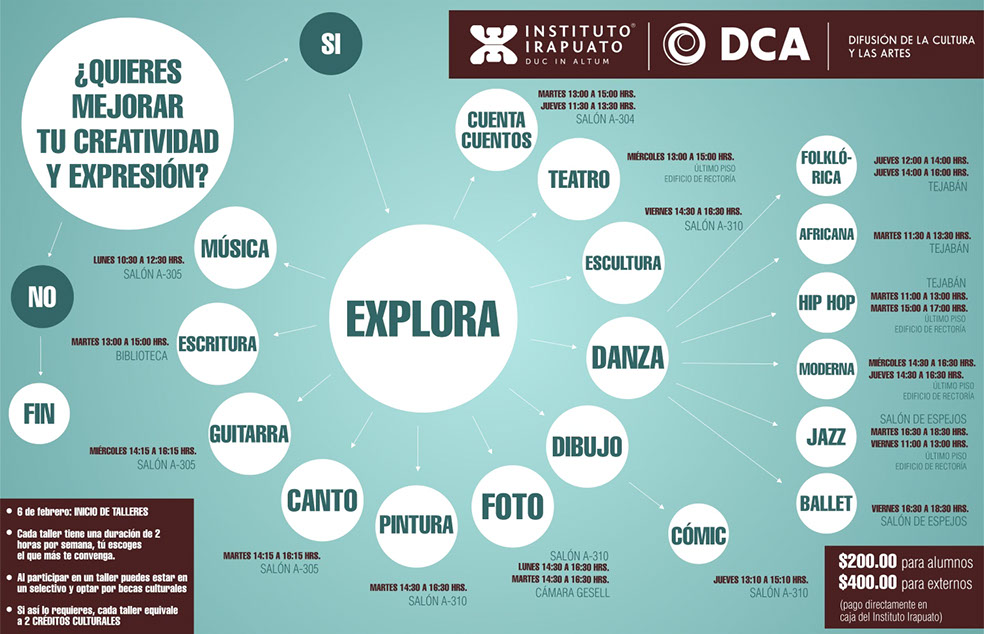 ¿QUIERES
MEJORAR
TU CREATIVIDAD
Y EXPRESIÓN?
SI
NO
FIN
INSTITUTO®
IRAPUATO
DUC IN ALTUM
DCA
DIFUSIÓN DE LA CULTURA
Y LAS ARTES
EXPLORA
CUENTA
CUENTOS
MARTES 13:00 A 15:00 HRS.
JUEVES 11:30 A 13:30 HRS.
SALÓN A-304
TEATRO
MIÉRCOLES 13:00 A 15:00 HRS.
ÚLTIMO PISO
EDIFICIO DE RECTORÍA
ESCULTURA
VIERNES 14:30 A 16:30 HRS.
SALÓN A-310
DANZA
FOLKLÓ-
RICA
JUEVES 12:00 A 14:00 HRS.
JUEVES 14:00 A 16:00 HRS.
TEJABÁN
AFRICANA
MARTES 11:30 A 13:30 HRS.
TEJABÁN
HIP HOP
TEJABÁN
MARTES 11:00 A 13:00 HRS.
MARTES 15:00 A 17:00 HRS.
ÚLTIMO PISO
EDIFICIO DE RECTORÍA
MODERNA
MIÉRCOLES 14:30 A 16:30 HRS.
JUEVES 14:30 A 16:30 HRS.
ÚLTIMO PISO
EDIFICIO DE RECTORÍA
JAZZ
SALÓN DE ESPEJOS
MARTES 16:30 A 18:30 HRS.
VIERNES 11:00 A 13:00 HRS.
ÚLTIMO PISO
EDIFICIO DE RECTORÍA
BALLET
VIERNES 16:30 A 18:30 HRS.
SALÓN DE ESPEJOS
DIBUJO
CÓMIC
JUEVES 13:10 A 15:10 HRS.
SALÓN A-310
FOTO
SALÓN A-310
LUNES 14:30 A 16:30 HRS.
MARTES 14:30 A 16:30 HRS.
CÁMARA GESELL
PINTURA
MARTES 14:30 A 16:30 HRS.
SALÓN A-310
CANTO
MARTES 14:15 A 16:15 HRS.
SALÓN A-305
GUITARRA
MIÉRCOLES 14:15 A 16:15 HRS.
SALÓN A-305
ESCRITURA
MARTES 13:00 A 15:00 HRS.
BIBLIOTECA
MÚSICA
LUNES 10:30 A 12:30 HRS.
SALÓN A-305
• 6 de febrero: INICIO DE TALLERES
• Cada taller tiene una duración de 2
horas por semana, tú escoges
el que más te convenga.
• Al participar en un taller puedes estar en
un selectivo y optar por becas culturales
• Si así lo requieres, cada taller equivale
a 2 CRÉDITOS CULTURALES
$200.00 para alumnos
$400.00 para externos
(pago directamente en
caja del Instituto Irapuato)